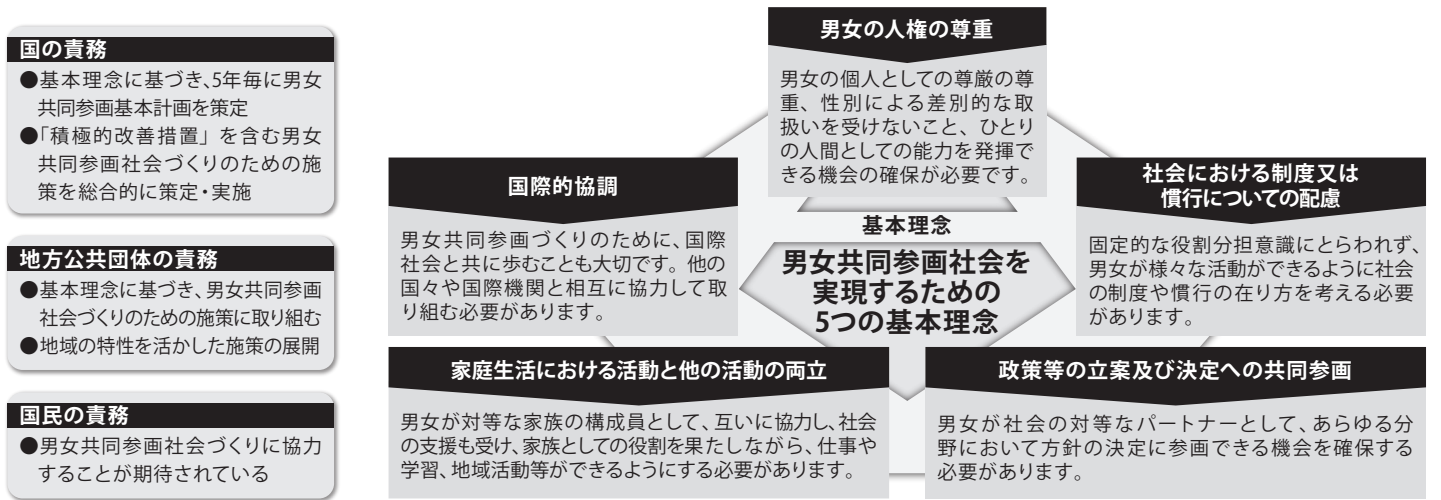 国の責務
●基本理念に基づき、5年毎に男女
共同参画基本計画を策定
●「積極的改善措置」を含む男女
共同参画社会づくりのための施
策を総合的に策定・実施
地方公共団体の責務
●基本理念に基づき、男女共同参画
社会づくりのための施策に取り組む
●地域の特性を活かした施策の展開
国民の責務
●男女共同参画社会づくりに協力
することが期待されている
男女の人権の尊重
男女の個人としての尊厳の尊
重、性別による差別的な取
扱いを受けないこと、ひとり
の人間としての能力を発揮で
きる機会の確保が必要です。
国際的協調
男女共同参画づくりのために、国際
社会と共に歩むことも大切です。他の
国々や国際機関と相互に協力して取
り組む必要があります。
基本理念
男女共同参画社会を
実現するための
5つの基本理念
社会における制度又は
慣行についての配慮
固定的な役割分担意識にとらわれず、
男女が様々な活動ができるように社会
の制度や慣行の在り方を考える必要
があります。
家庭生活における活動と他の活動の両立
男女が対等な家族の構成員として、互いに協力し、社会
の支援も受け、家族としての役割を果たしながら、仕事や
学習、地域活動等ができるようにする必要があります。
政策等の立案及び決定への共同参画
男女が社会の対等なパートナーとして、あらゆる分
野において方針の決定に参画できる機会を確保する
必要があります。